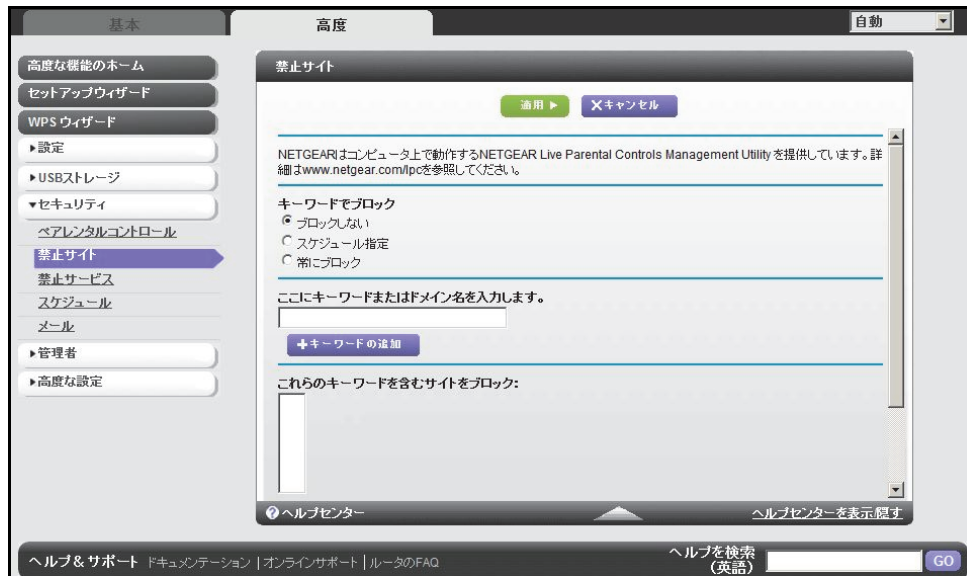 基本
高度
自動
高度な機能のホーム
セットアップウィザード
WPS ウィザード
▶設定
▶USBストレージ
▼セキュリティ
ペアレンタルコントロール
禁止サイト
禁止サービス
スケジュール
メール
▶管理者
▶高度な設定
禁止サイト
適用 ▶
Xキャンセル
NETGEARはコンピュータ上で動作するNETGEAR Live Parental Controls Management Utilityを提供しています。詳
細はwww.netgear.com/lpcを参照してください。
キーワードでブロック
ブロックしない
スケジュール指定
常にブロック
ここにキーワードまたはドメイン名を入力します。
+キーワードの追加
これらのキーワードを含むサイトをブロック:
?ヘルプセンター
ヘルプセンターを表示/隠す
ヘルプ & サポート ドキュメンテーション | オンラインサポート | ルータのFAQ
ヘルプを検索
(英語)
GO